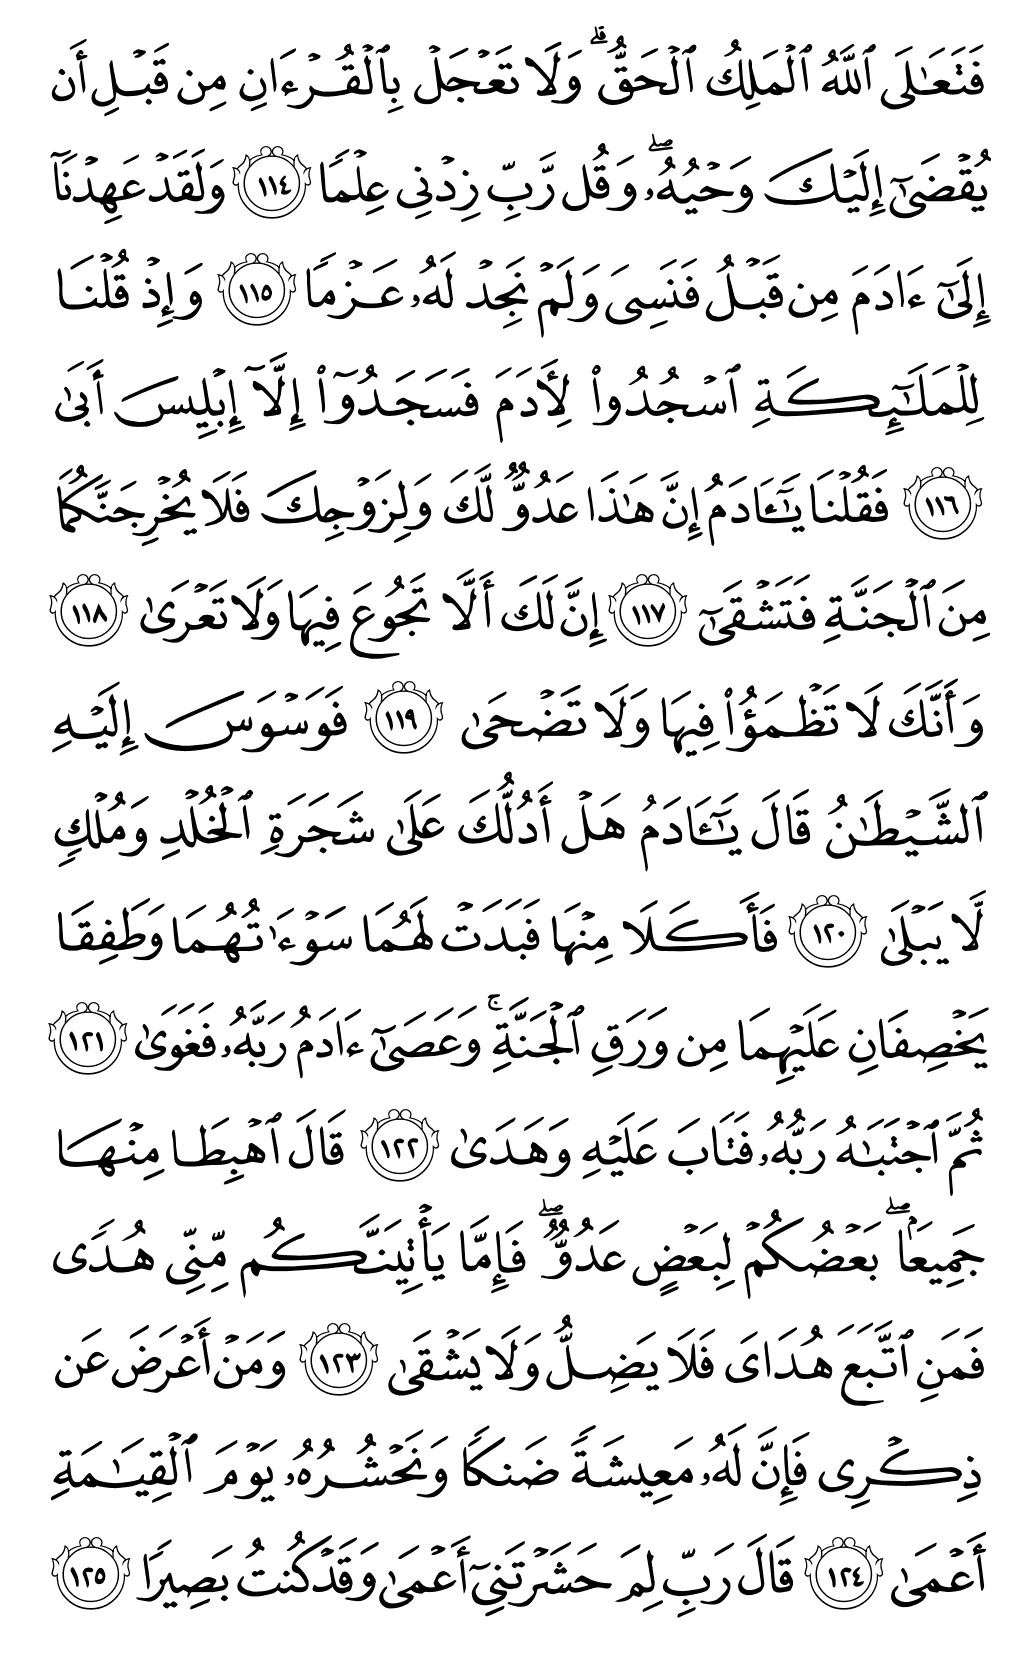 فَتَعَٰلَى ٱللَّهُ ٱلۡمَلِكُ ٱلۡحَقُّۗ وَلَا تَعۡجَلۡ بِٱلۡقُرۡءَانِ مِن قَبۡلِ أَن
يُقۡضَىٰٓ إِلَيۡكَ وَحۡيُهُۥۖ وَقُل رَّبِّ زِدۡنِي عِلۡمٗا ١١٤ وَلَقَدۡ عَهِدۡنَآ
إِلَىٰٓ ءَادَمَ مِن قَبۡلُ فَنَسِيَ وَلَمۡ نَجِدۡ لَهُۥ عَزۡمٗا ١١٥ وَإِذۡ قُلۡنَا
لِلۡمَلَٰٓئِكَةِ ٱسۡجُدُواْ لِأٓدَمَ فَسَجَدُوٓاْ إِلَّآ إِبۡلِيسَ أَبَىٰ
١١٦ فَقُلۡنَا يَٰٓـَٔادَمُ إِنَّ هَٰذَا عَدُوّٞ لَّكَ وَلِزَوۡجِكَ فَلَا يُخۡرِجَنَّكُمَا
مِنَ ٱلۡجَنَّةِ فَتَشۡقَىٰٓ ١١٧ إِنَّ لَكَ أَلَّا تَجُوعَ فِيهَا وَلَا تَعۡرَىٰ ١١٨
وَأَنَّكَ لَا تَظۡمَؤُاْ فِيهَا وَلَا تَضۡحَىٰ ١١٩ فَوَسۡوَسَ إِلَيۡهِ
ٱلشَّيۡطَٰنُ قَالَ يَٰٓـَٔادَمُ هَلۡ أَدُلُّكَ عَلَىٰ شَجَرَةِ ٱلۡخُلۡدِ وَمُلۡكٖ
لَّا يَبۡلَىٰ ١٢٠ فَأَكَلَا مِنۡهَا فَبَدَتۡ لَهُمَا سَوۡءَٰتُهُمَا وَطَفِقَا
يَخۡصِفَانِ عَلَيۡهِمَا مِن وَرَقِ ٱلۡجَنَّةِۚ وَعَصَىٰٓ ءَادَمُ رَبَّهُۥ فَغَوَىٰ ١٢١
ثُمَّ ٱجۡتَبَٰهُ رَبُّهُۥ فَتَابَ عَلَيۡهِ وَهَدَىٰ ١٢٢ قَالَ ٱهۡبِطَا مِنۡهَا
جَمِيعَۢاۖ بَعۡضُكُمۡ لِبَعۡضٍ عَدُوّٞۖ فَإِمَّا يَأۡتِيَنَّكُم مِّنِّي هُدٗى
فَمَنِ ٱتَّبَعَ هُدَايَ فَلَا يَضِلُّ وَلَا يَشۡقَىٰ ١٢٣ وَمَنۡ أَعۡرَضَ عَن
ذِكۡرِي فَإِنَّ لَهُۥ مَعِيشَةٗ ضَنكٗا وَنَحۡشُرُهُۥ يَوۡمَ ٱلۡقِيَٰمَةِ
أَعۡمَىٰ ١٢٤ قَالَ رَبِّ لِمَ حَشَرۡتَنِيٓ أَعۡمَىٰ وَقَدۡ كُنتُ بَصِيرٗا ١٢٥